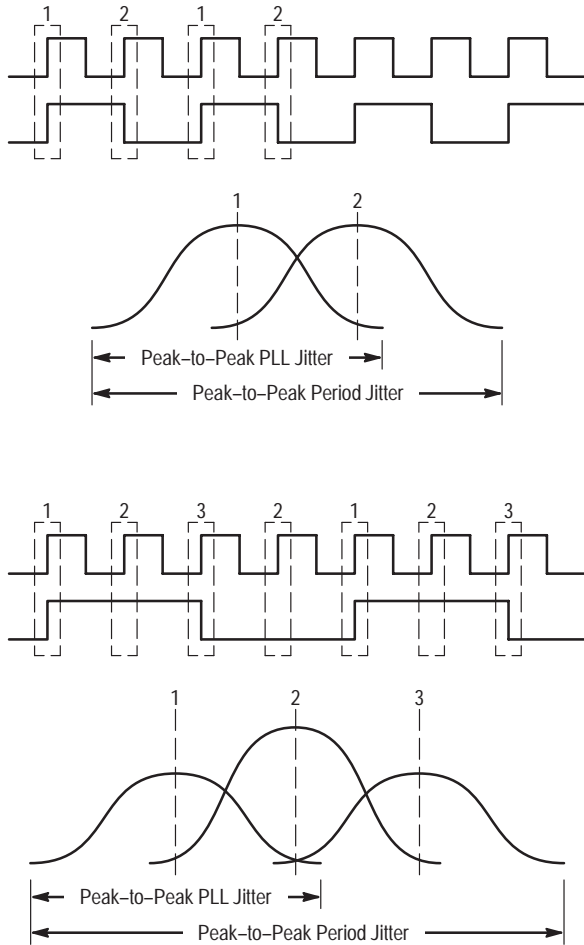 1 2 1 2
1 2
Peak–to–Peak PLL Jitter
Peak–to–Peak Period Jitter
1 2 3 2 1 2 3
1 2 3
Peak–to–Peak PLL Jitter
Peak–to–Peak Period Jitter